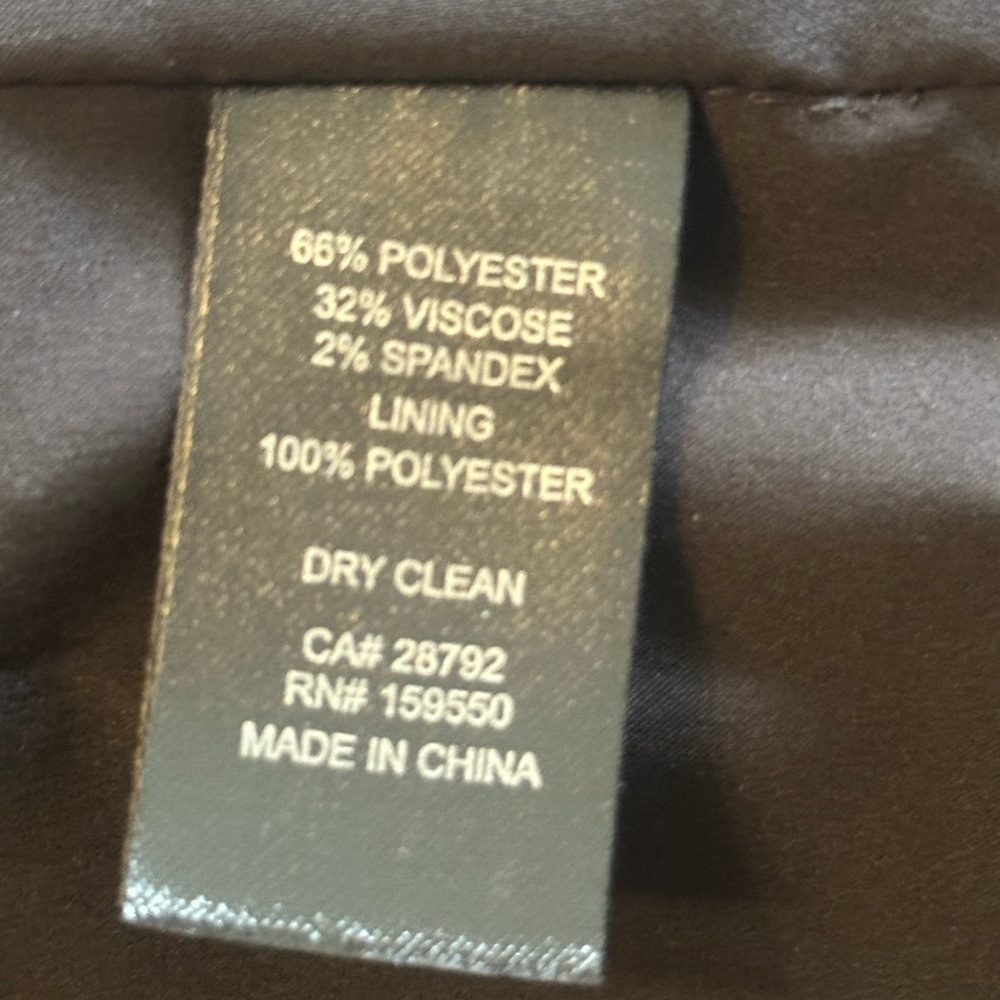 66% POLYESTER
32% VISCOSE
2% SPANDEX
LINING
100% POLYESTER
DRY CLEAN
CA# 28792
RN# 159550
MADE IN CHINA